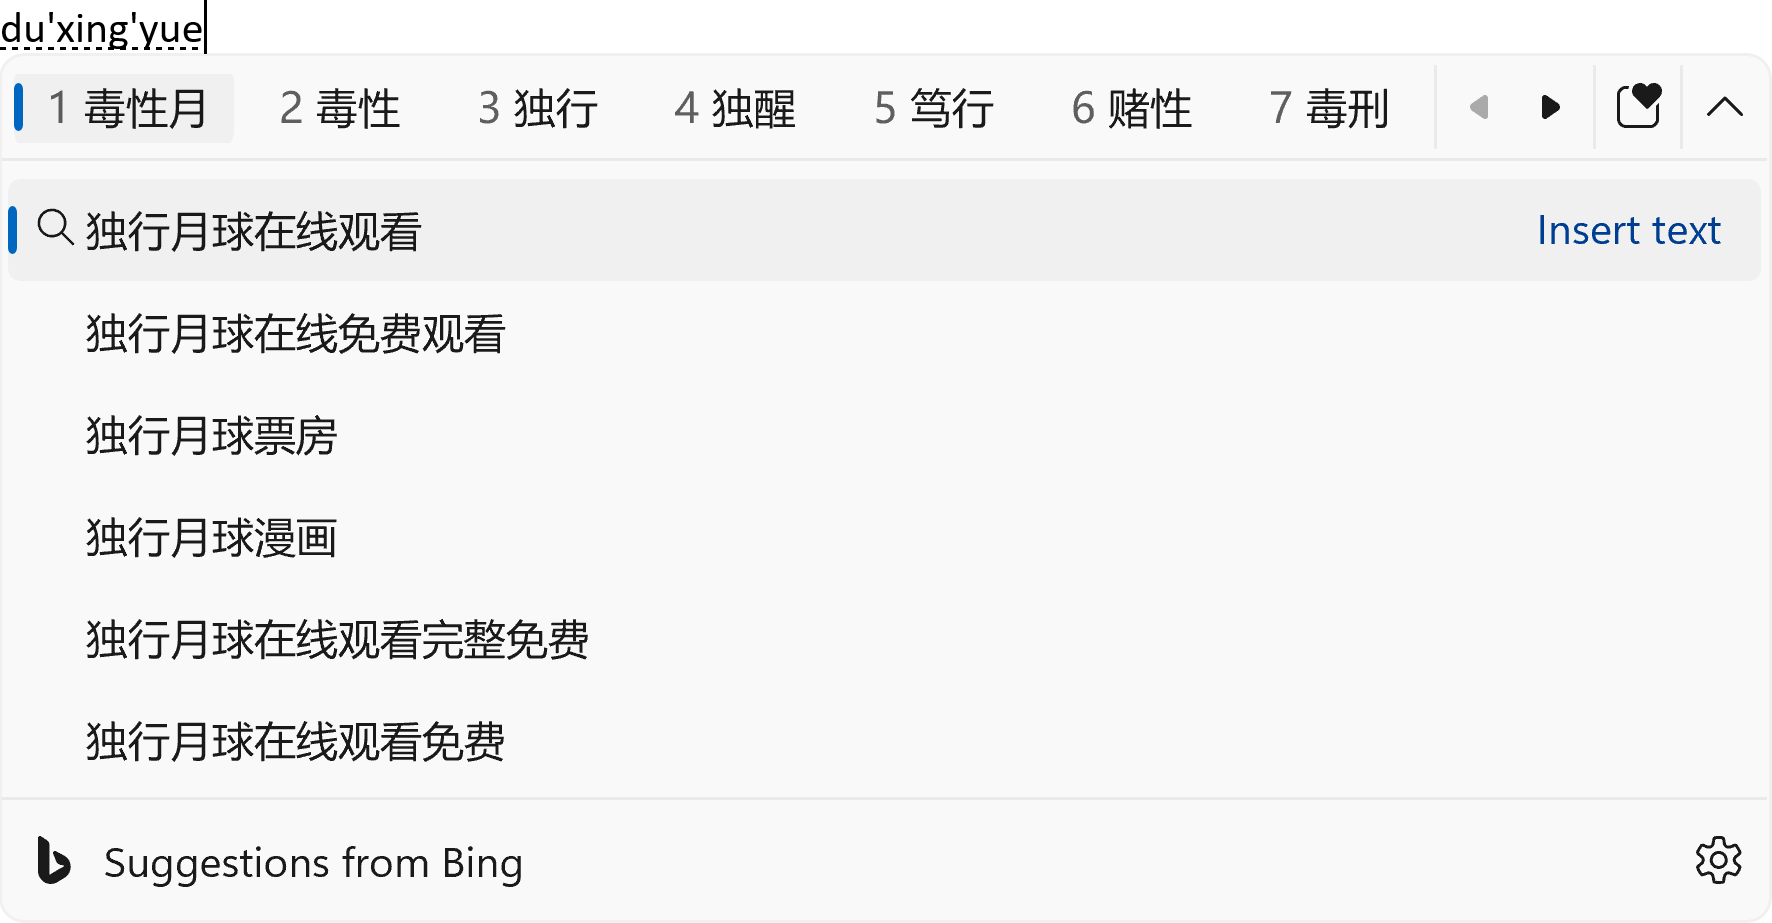 du'xing'yue
1 毒性月 2 毒性 3 独行 4 独醒 5 笃行 6 赌性 7 毒刑
独行月球在线观看 Insert text
独行月球在线免费观看
独行月球票房
独行月球漫画
独行月球在线观看完整免费
独行月球在线观看免费
Suggestions from Bing